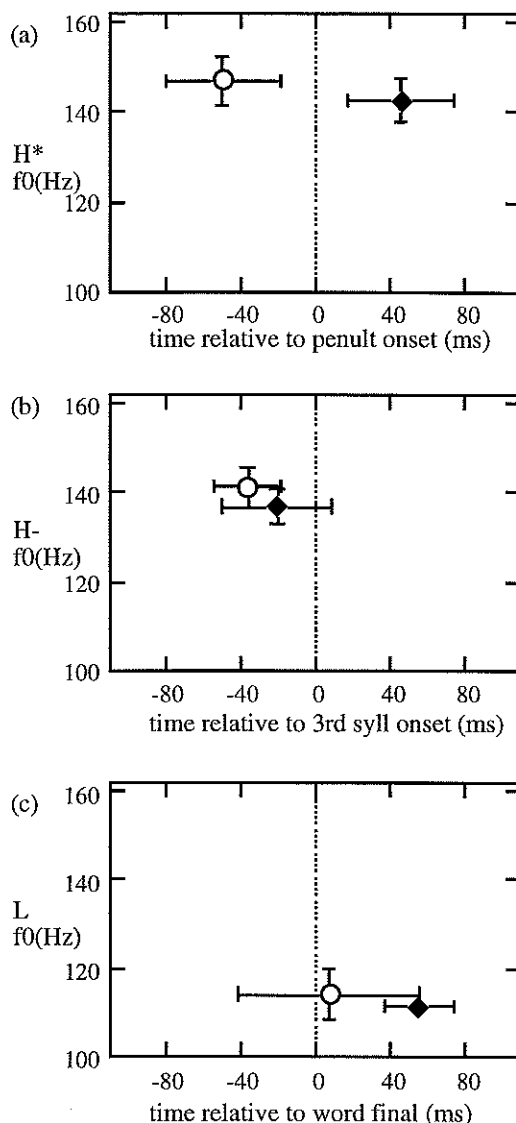 (a)
160
140
H*
f0(Hz)
120
100
-80 -40 0 40 80
time relative to penult onset (ms)
(b)
160
140
H-
f0(Hz)
120
100
-80 -40 0 40 80
time relative to 3rd syll onset (ms)
(c)
160
140
L
f0(Hz)
120
100
-80 -40 0 40 80
time relative to word final (ms)